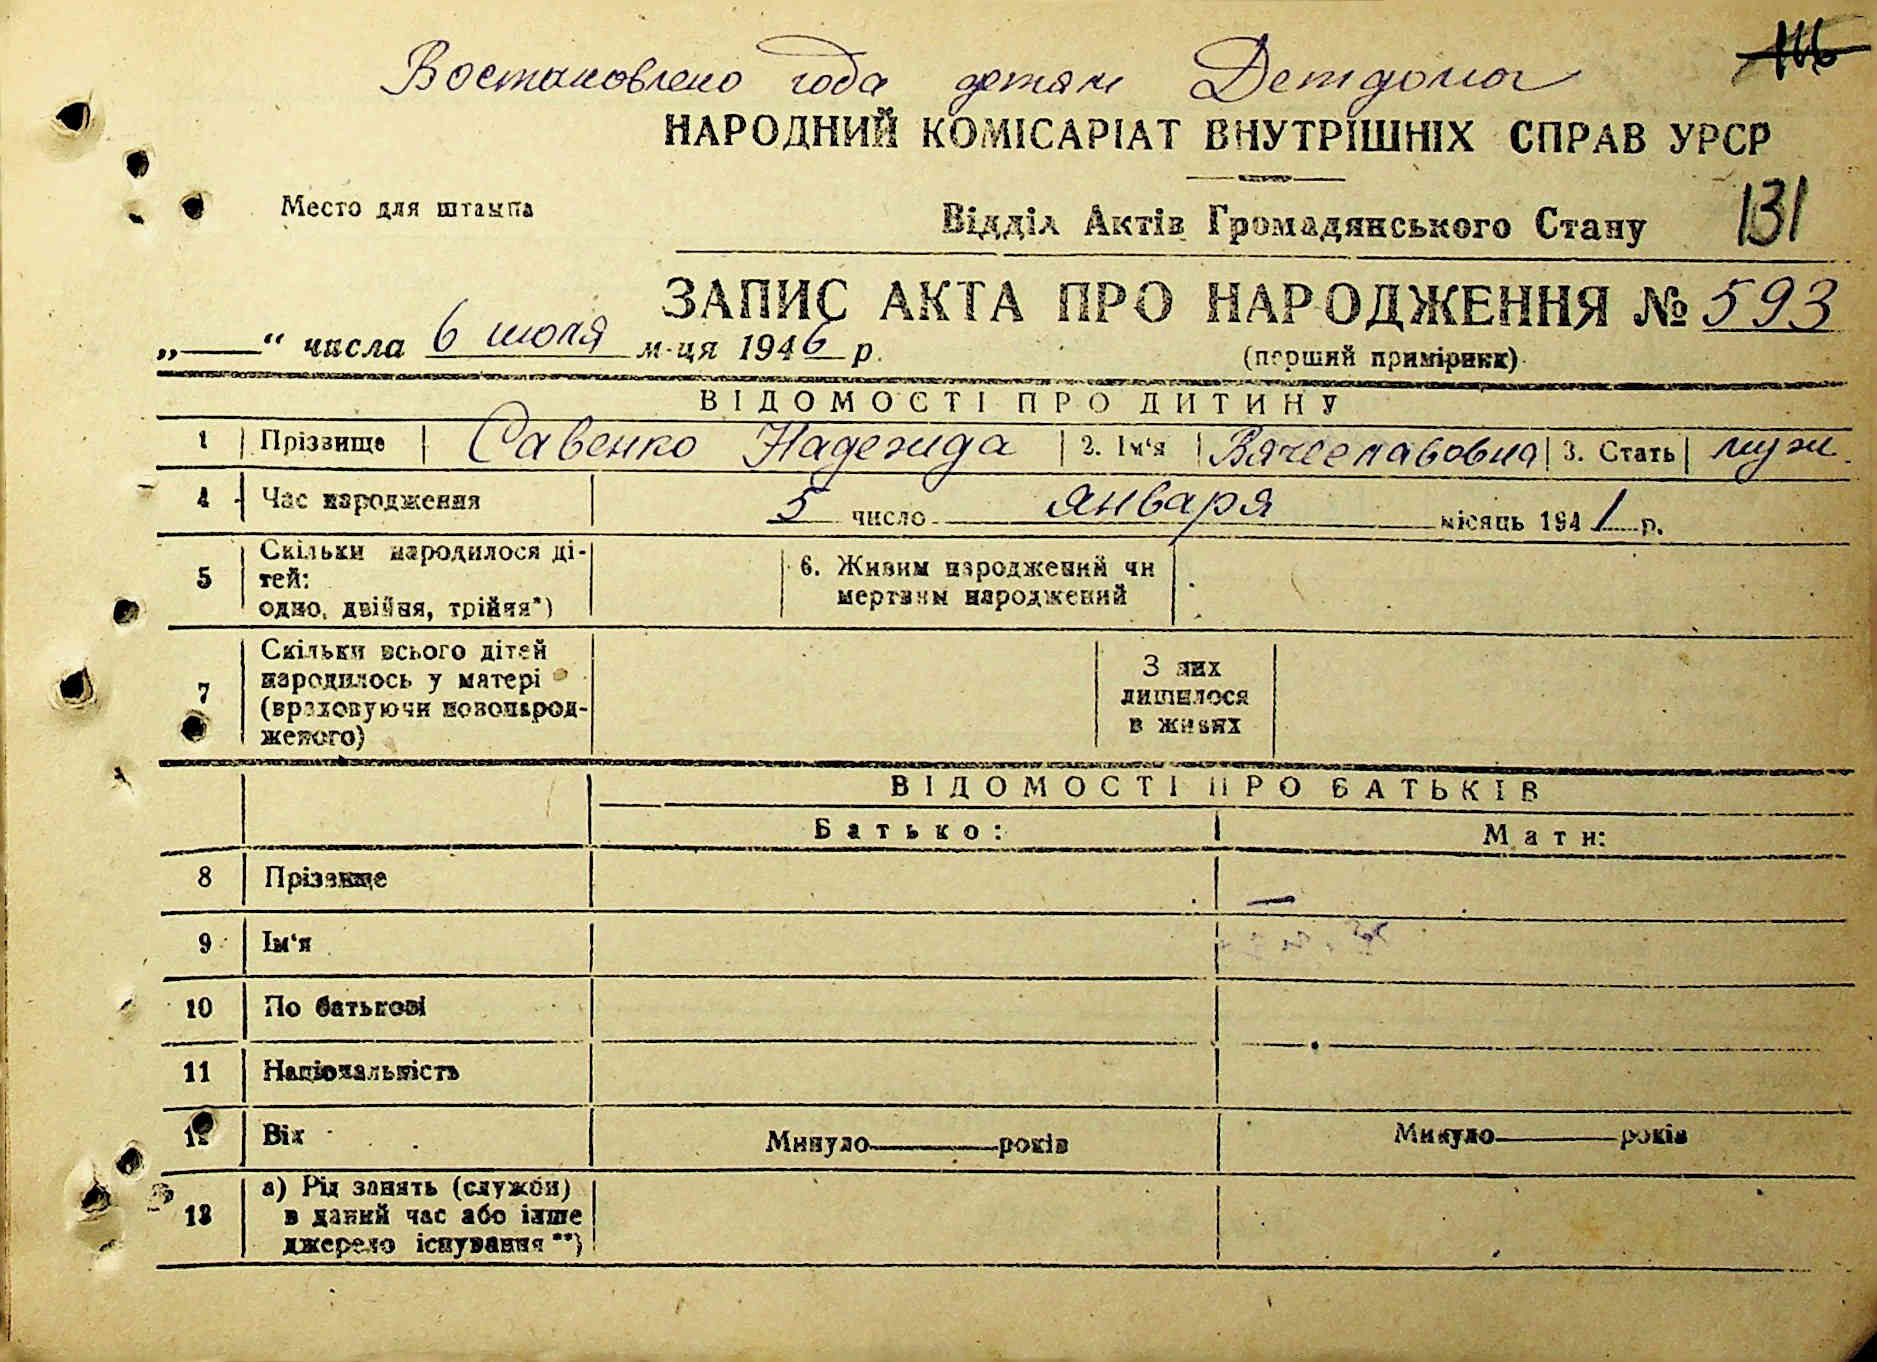 Востановлено года детям Детдома
146
НАРОДНИЙ КОМІСАРІАТ ВНУТРІШНІХ СПРАВ УРСР
Место для штампа
Відділ Актів Громадянського Стану
131
ЗАПИС АКТА ПРО НАРОДЖЕННЯ № 593
„—“ числа 6 июля м-ця 1946 р.
(перший примірник)
ВІДОМОСТІ ПРО ДИТИНУ
1 Прізвище Савенко Надежда 2. Ім‘я Вячеславовна 3. Стать муж.
4 Час народження 5 число января місяць 1941 р.
5 Скільки народилося дітей: одно, двійня, трійня*) 6. Живим народжений чи мертвим народжений
7 Скільки всього дітей народилось у матері (враховуючи новонародженого) З них лишилося в живих
ВІДОМОСТІ ПРО БАТЬКІВ
Батько: Мати:
8 Прізвище —
9 Ім‘я
10 По батькові
11 Національність
12 Вік Минуло——років Минуло——років
13 а) Рід занять (служби) в даний час або інше джерело існування**)